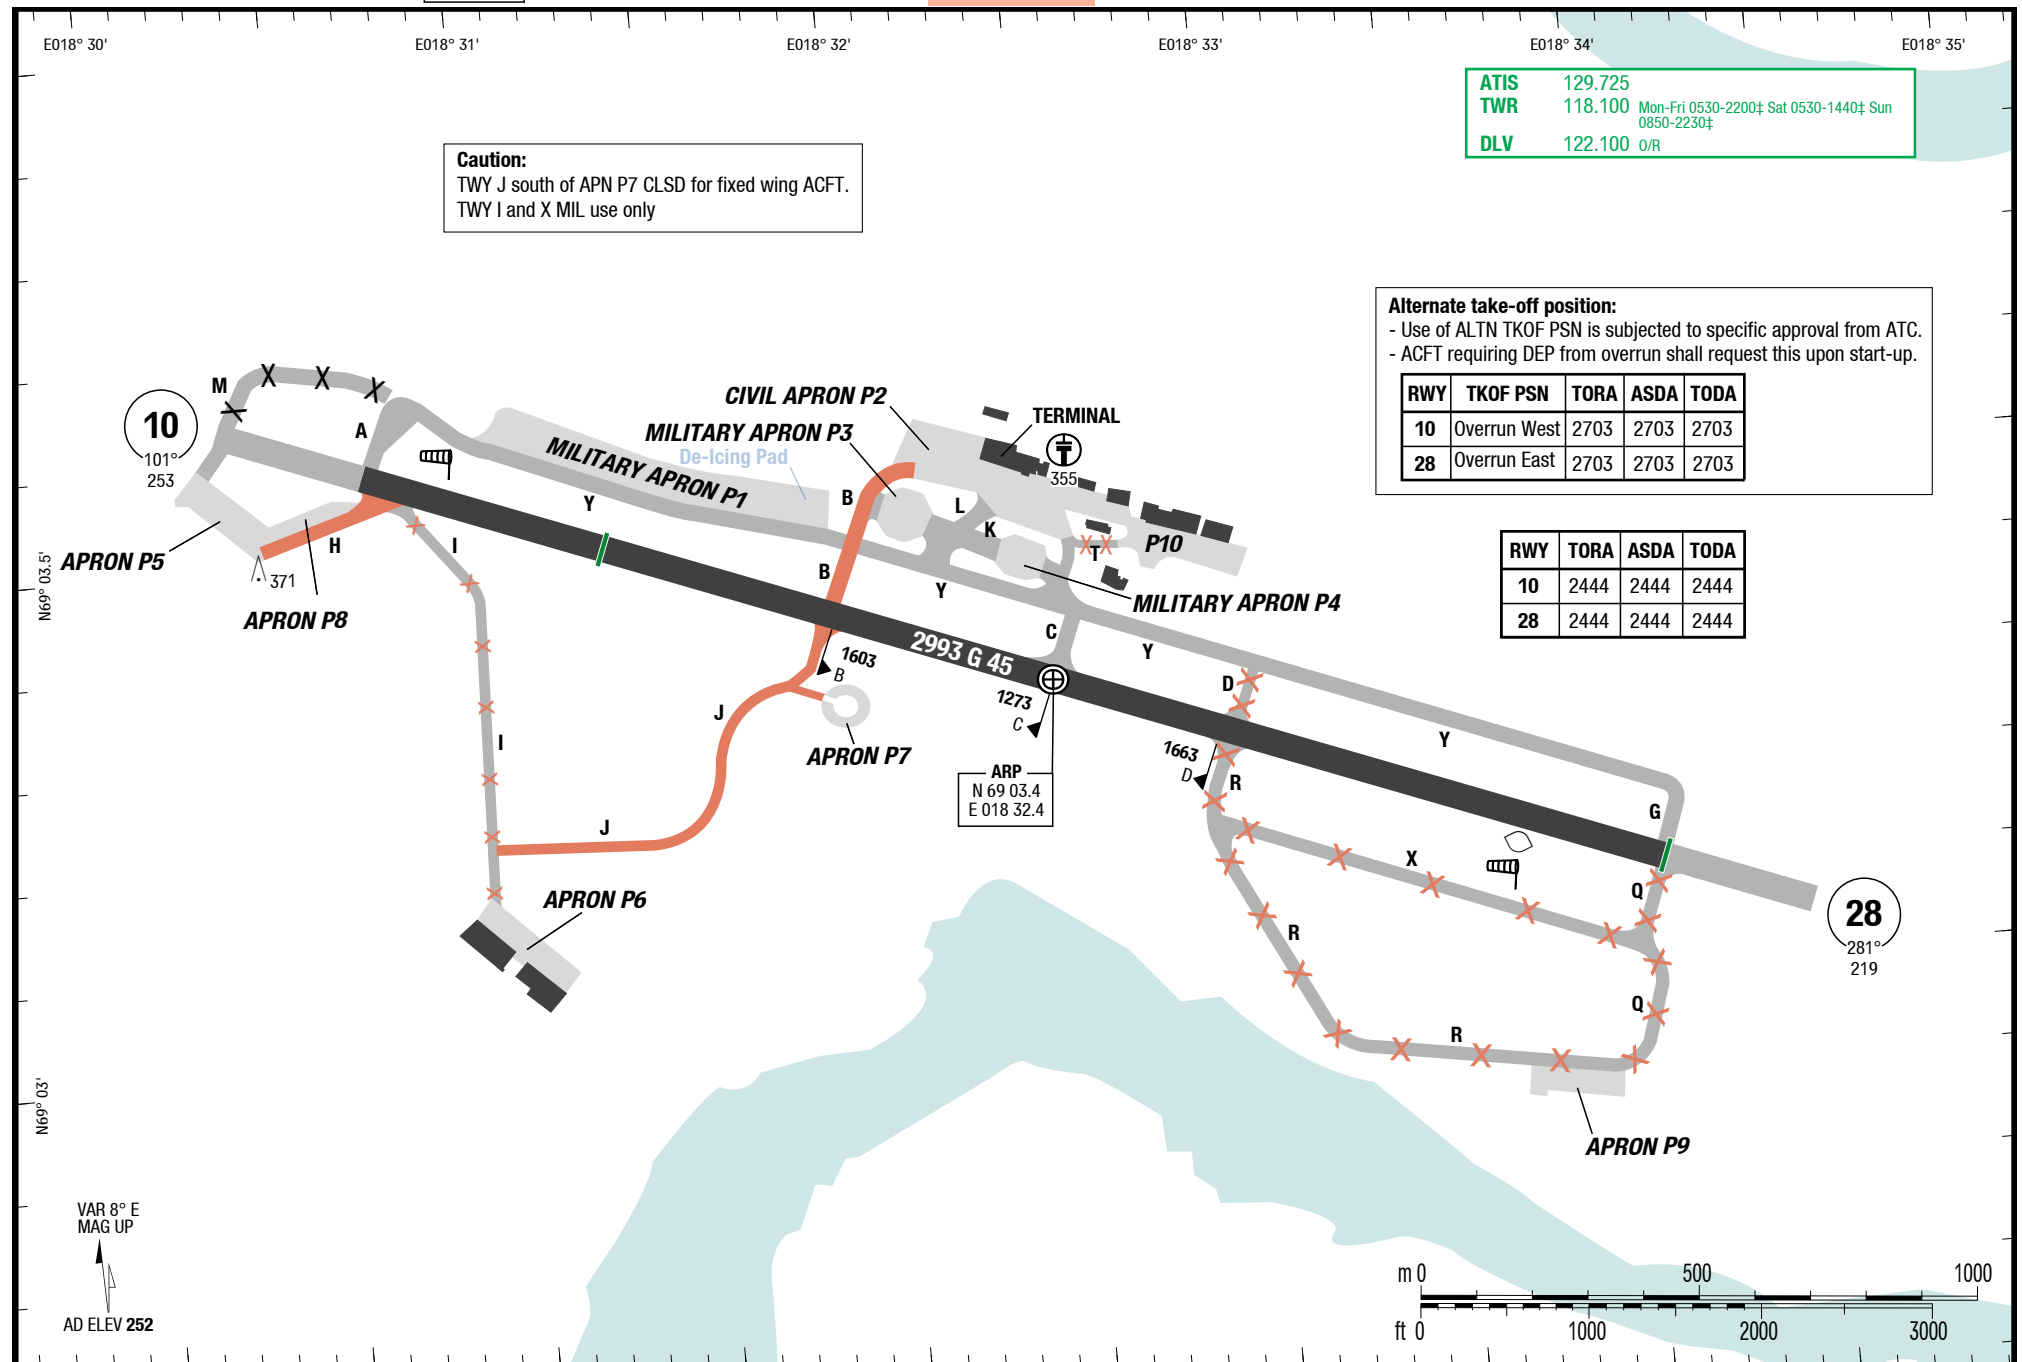 E018° 30'
E018° 31'
E018° 32'
E018° 33'
E018° 34'
E018° 35'
ATIS 129.725
TWR 118.100 Mon-Fri 0530-2200‡ Sat 0530-1440‡ Sun
0850-2230‡
DLV 122.100 O/R
Caution:
TWY J south of APN P7 CLSD for fixed wing ACFT.
TWY I and X MIL use only
Alternate take-off position:
- Use of ALTN TKOF PSN is subjected to specific approval from ATC.
- ACFT requiring DEP from overrun shall request this upon start-up.
RWY TKOF PSN TORA ASDA TODA
10 Overrun West 2703 2703 2703
28 Overrun East 2703 2703 2703
RWY TORA ASDA TODA
10 2444 2444 2444
28 2444 2444 2444
M
10
101°
253
A
CIVIL APRON P2
TERMINAL
MILITARY APRON P3
De-Icing Pad
MILITARY APRON P1
355
Y
B
L
K
T
P10
H
I
APRON P5
371
APRON P8
B
Y
MILITARY APRON P4
C
Y
2993 G 45
1603
B
1273
C
D
J
I
APRON P7
1663
D
R
Y
ARP
N 69 03.4
E 018 32.4
G
J
X
Q
28
281°
219
APRON P6
R
Q
R
APRON P9
N69° 03.5'
N69° 03'
VAR 8° E
MAG UP
AD ELEV 252
m 0 500 1000
ft 0 1000 2000 3000